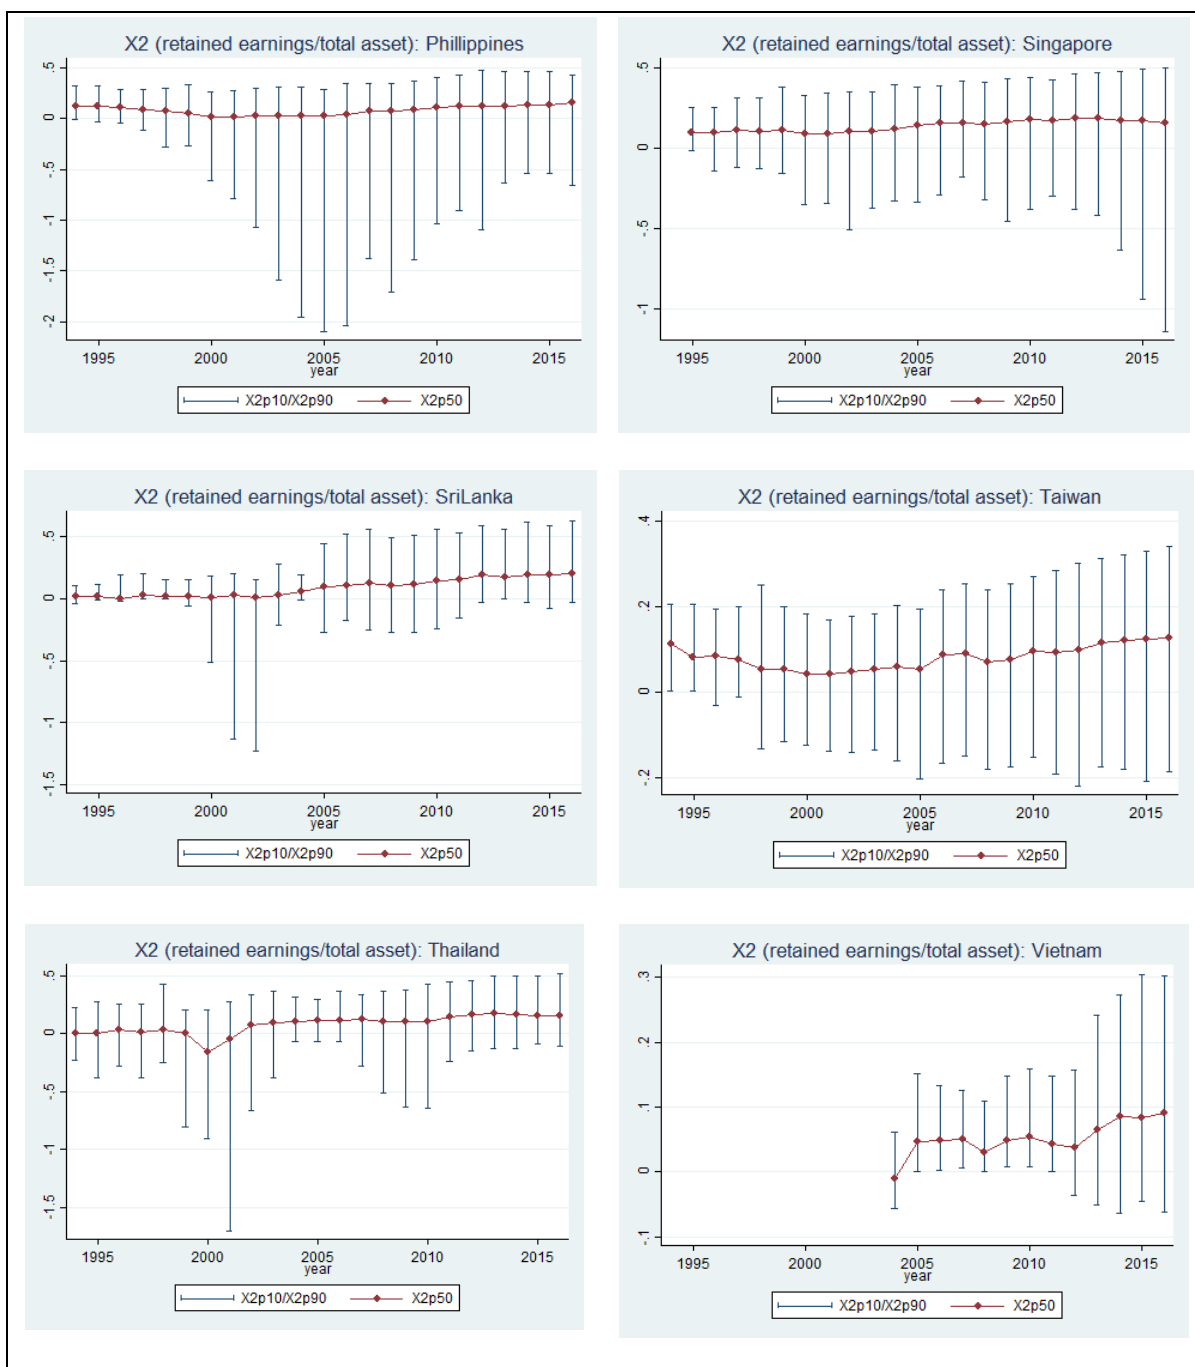 X2 (retained earnings/total asset): Phillippines
.5
0
-.5
-1
-1.5
-2
1995 2000 2005 2010 2015
year
X2p10/X2p90 X2p50
X2 (retained earnings/total asset): Singapore
.5
0
-.5
-1
1995 2000 2005 2010 2015
year
X2p10/X2p90 X2p50
X2 (retained earnings/total asset): SriLanka
.5
0
-.5
-1
-1.5
1995 2000 2005 2010 2015
year
X2p10/X2p90 X2p50
X2 (retained earnings/total asset): Taiwan
.4
.2
0
-.2
1995 2000 2005 2010 2015
year
X2p10/X2p90 X2p50
X2 (retained earnings/total asset): Thailand
.5
0
-.5
-1
-1.5
1995 2000 2005 2010 2015
year
X2p10/X2p90 X2p50
X2 (retained earnings/total asset): Vietnam
.3
.2
.1
0
-.1
1995 2000 2005 2010 2015
year
X2p10/X2p90 X2p50